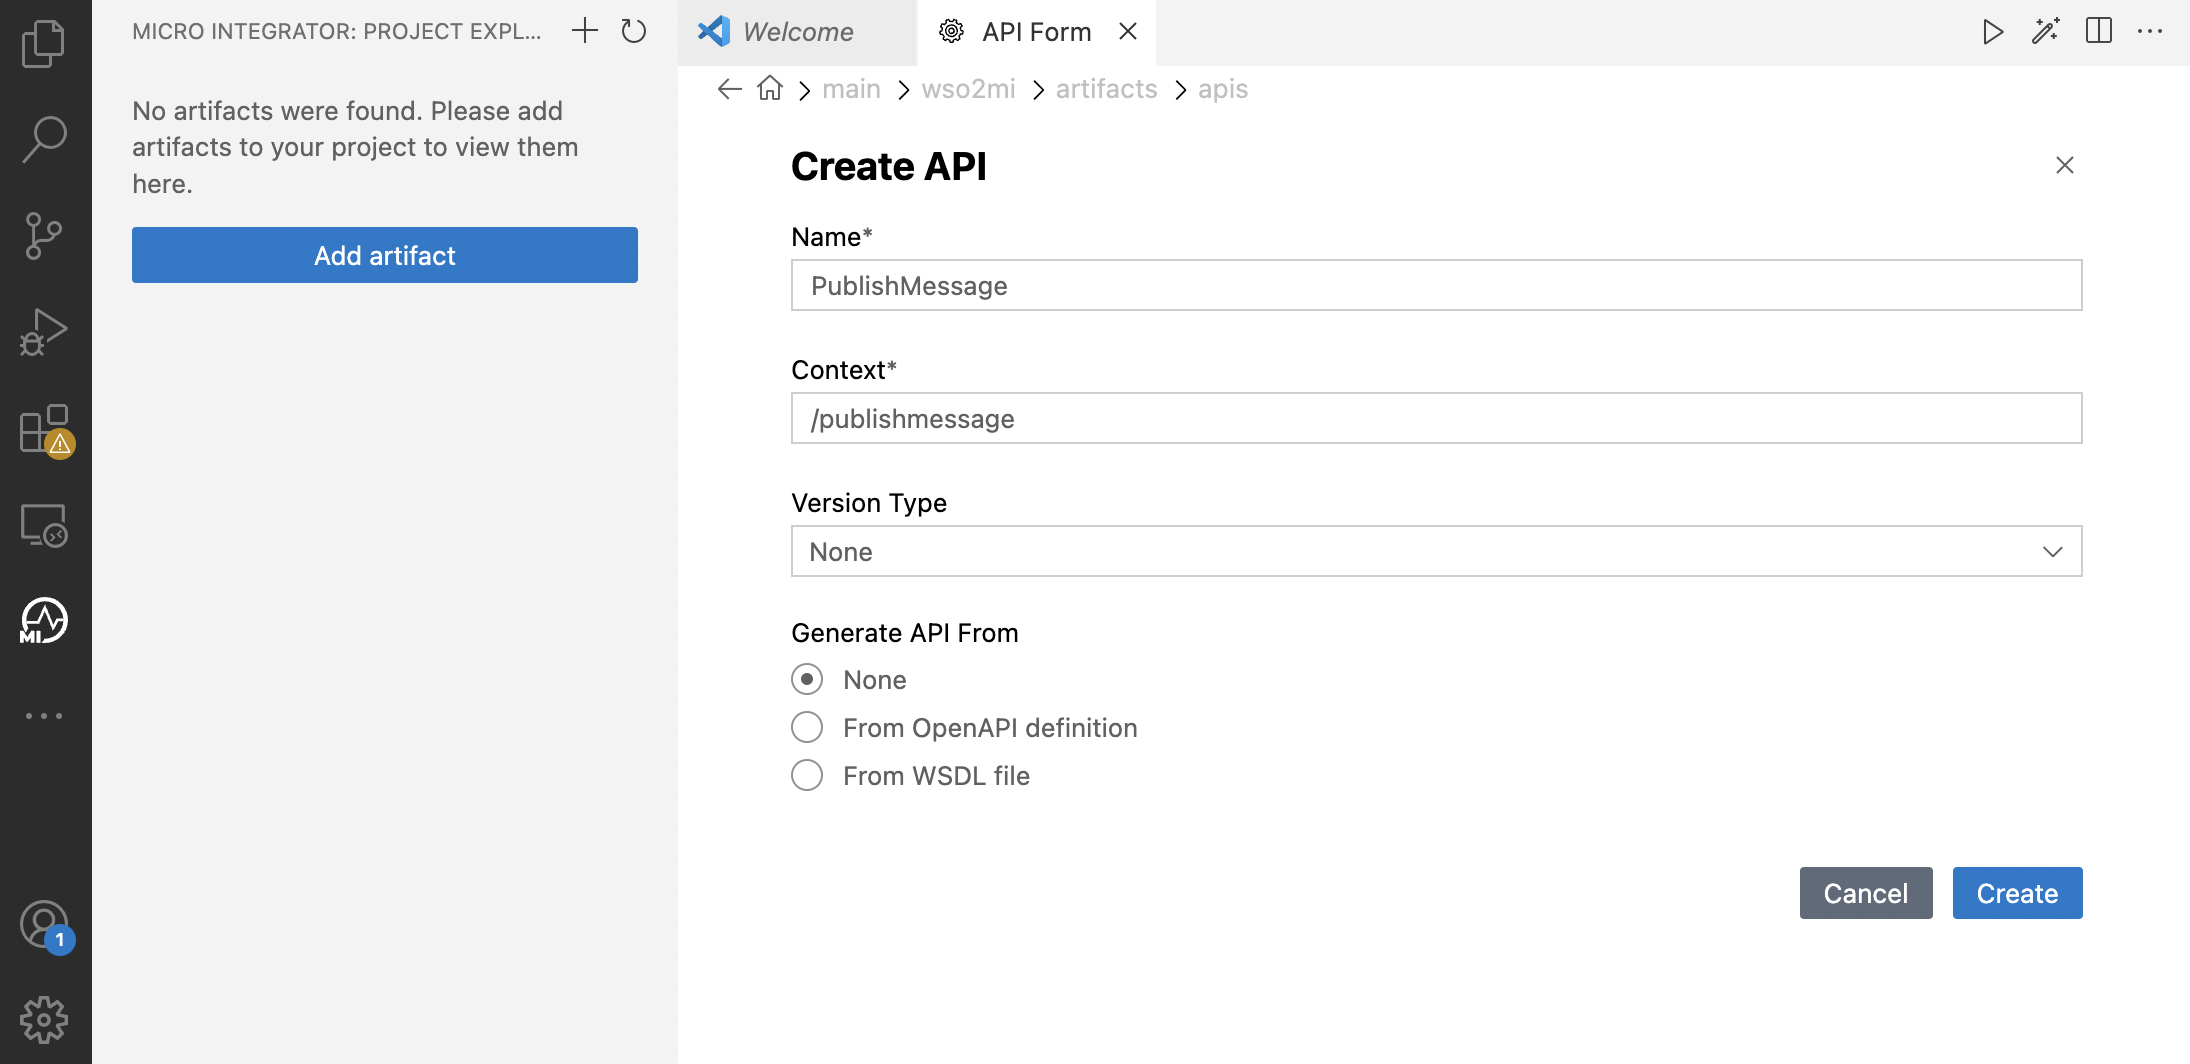 MICRO INTEGRATOR: PROJECT EXPL...
No artifacts were found. Please add
artifacts to your project to view them
here.
Add artifact
MI
1
Welcome
API Form
main
wso2mi
artifacts
apis
Create API
Name*
PublishMessage
Context*
/publishmessage
Version Type
None
Generate API From
None
From OpenAPI definition
From WSDL file
Cancel
Create